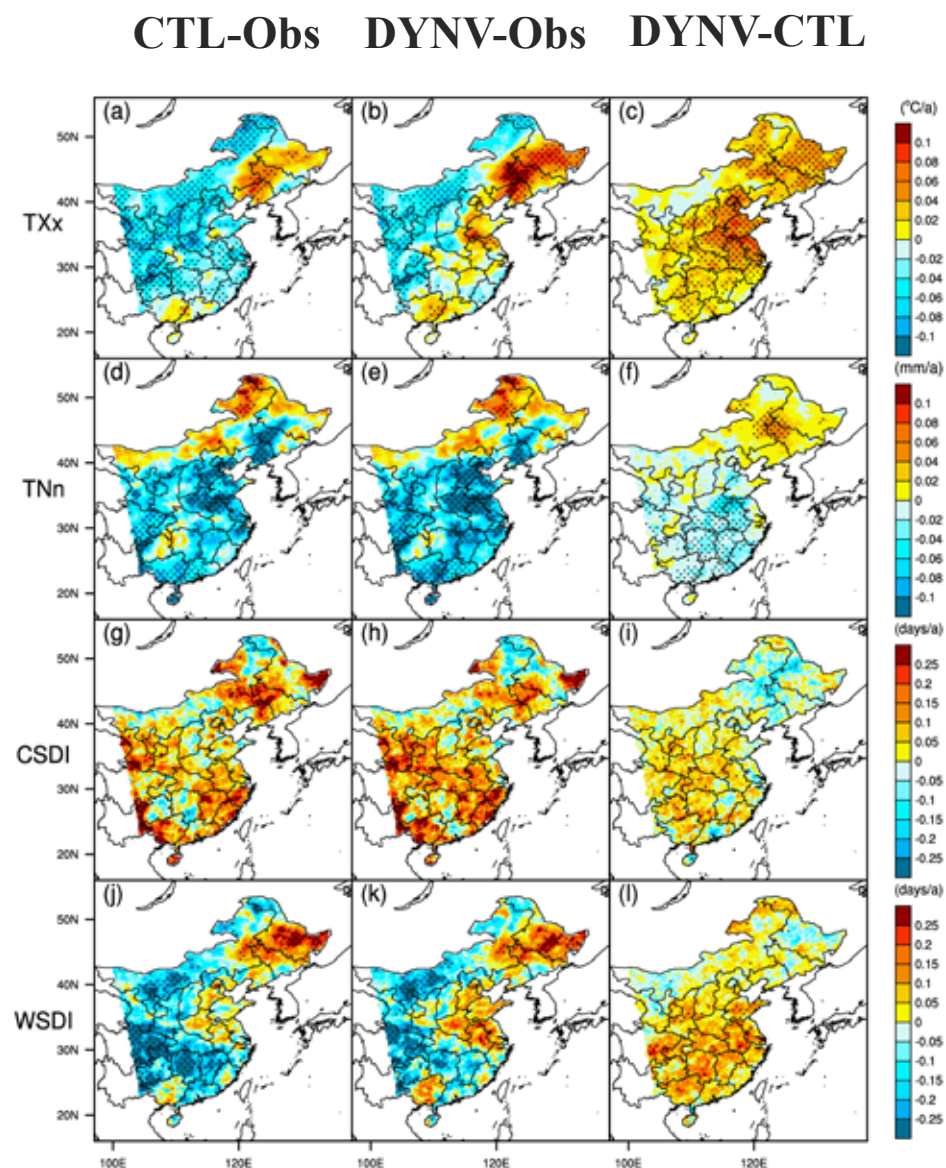 CTL-Obs DYNV-Obs DYNV-CTL
(°C/a)
(a) (b) (c)
50N
40N
30N
20N
TXx
0.1
0.08
0.06
0.04
0.02
0
-0.02
-0.04
-0.06
-0.08
-0.1
(mm/a)
(d) (e) (f)
50N
40N
30N
20N
TNn
0.1
0.08
0.06
0.04
0.02
0
-0.02
-0.04
-0.06
-0.08
-0.1
(days/a)
(g) (h) (i)
50N
40N
30N
20N
CSDI
0.25
0.2
0.15
0.1
0.05
0
-0.05
-0.1
-0.15
-0.2
-0.25
(days/a)
(j) (k) (l)
50N
40N
30N
20N
WSDI
0.25
0.2
0.15
0.1
0.05
0
-0.05
-0.1
-0.15
-0.2
-0.25
100E 120E 100E 120E 100E 120E